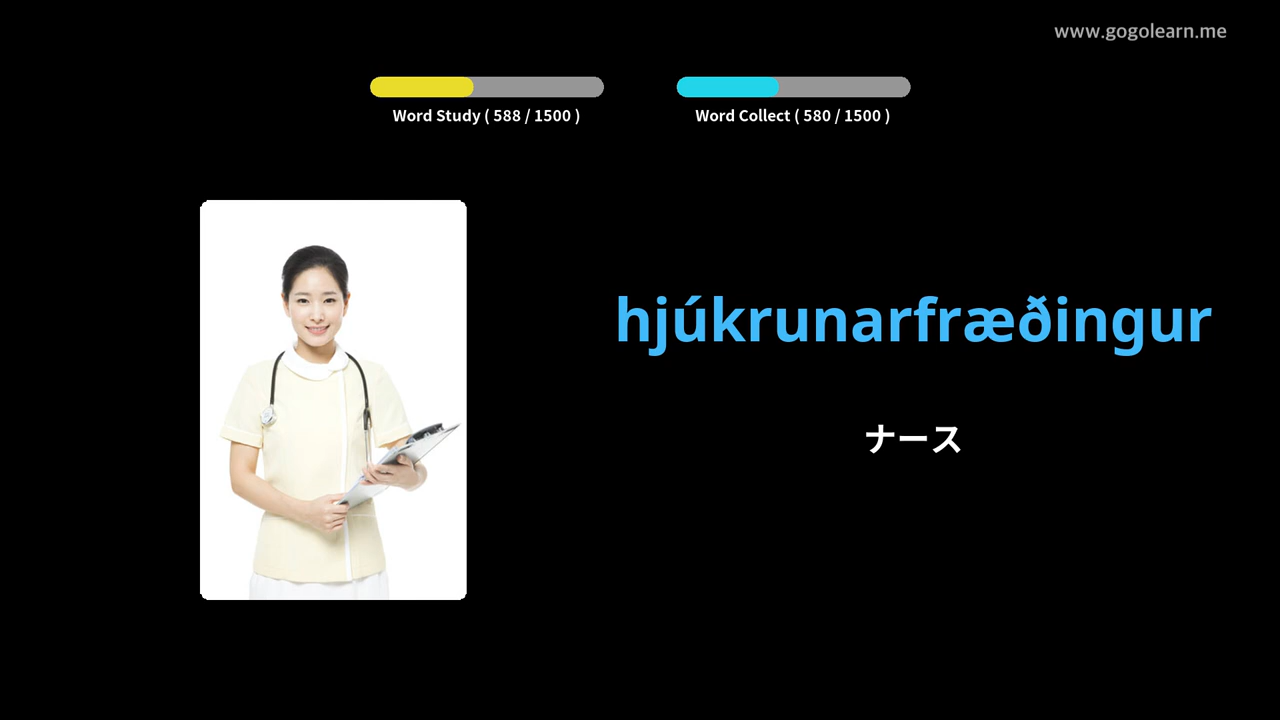 www.gogolearn.me
Word Study ( 588 / 1500 )
Word Collect ( 580 / 1500 )
hjúkrunarfræðingur
ナース